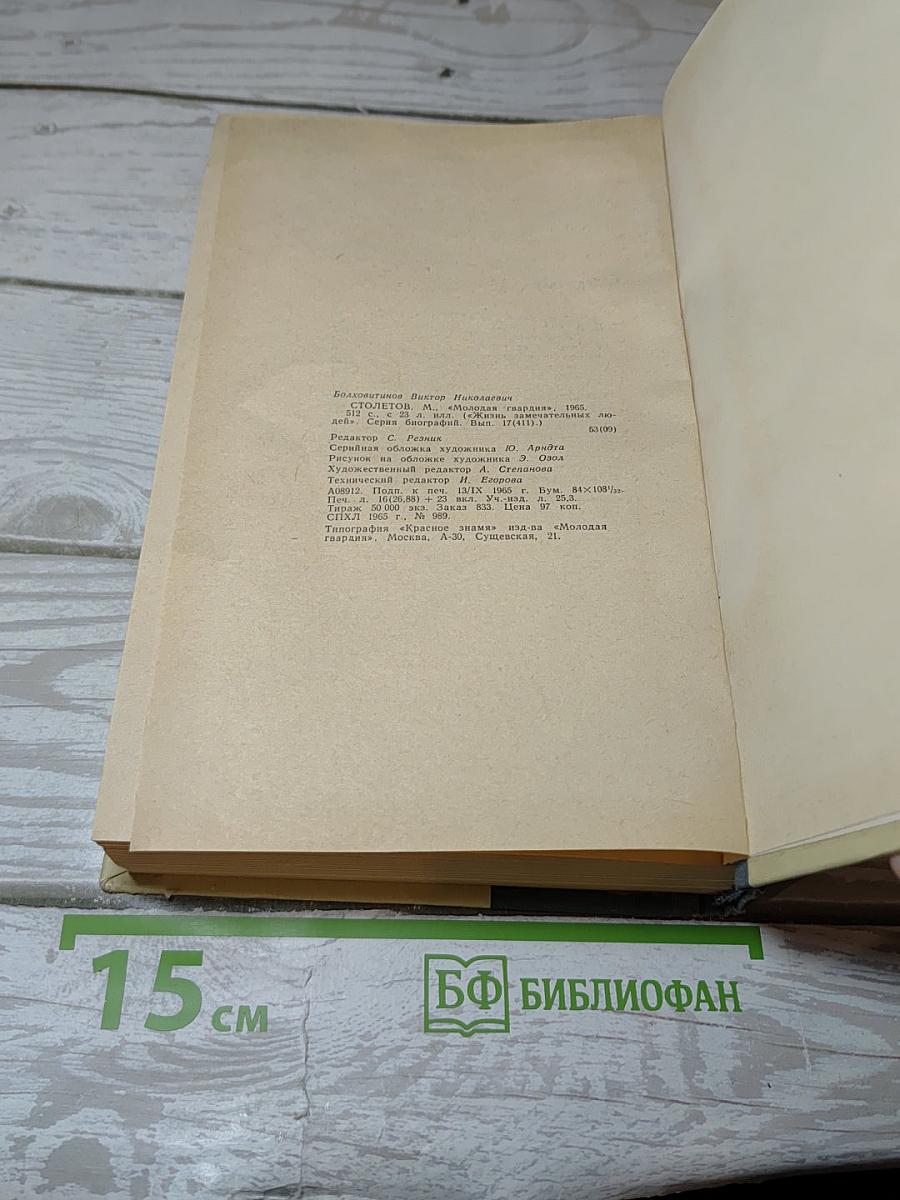 Болховитинов Виктор Николаевич
СТОЛЕТОВ. М., «Молодая гвардия», 1965.
512 с., с 23 л. илл. («Жизнь замечательных лю-
дей». Серия биографий. Вып. 17(411).)
53(09)
Редактор С. Резник
Серийная обложка художника Ю. Арндта
Рисунок на обложке художника Э. Озол
Художественный редактор А. Степанова
Технический редактор И. Егорова
А08912. Подп. к печ. 13/IX 1965 г. Бум. 84×108¹/₃₂.
Печ. л. 16(26,88) + 23 вкл. Уч.-изд. л. 25,3.
Тираж 50 000 экз. Заказ 833. Цена 97 коп.
СПХЛ 1965 г., № 989.
Типография «Красное знамя» изд-ва «Молодая
гвардия». Москва, А-30, Сущевская, 21.
15 см
БФ БИБЛИОФАН